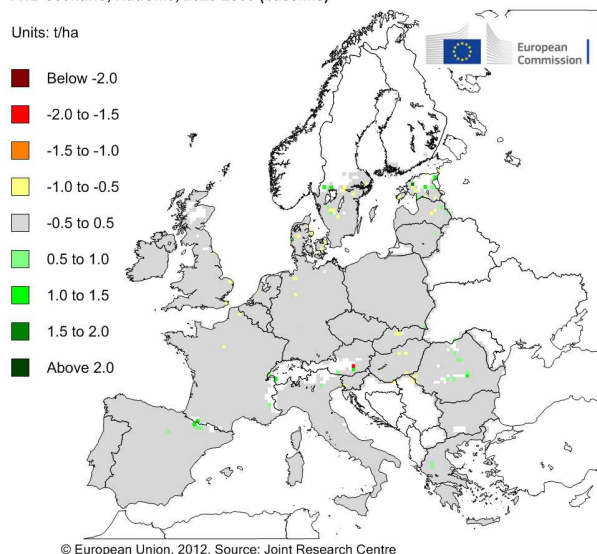 Units: t/ha
Below -2.0
-2.0 to -1.5
-1.5 to -1.0
-1.0 to -0.5
-0.5 to 0.5
0.5 to 1.0
1.0 to 1.5
1.5 to 2.0
Above 2.0
European
Commission
© European Union, 2012. Source: Joint Research Centre